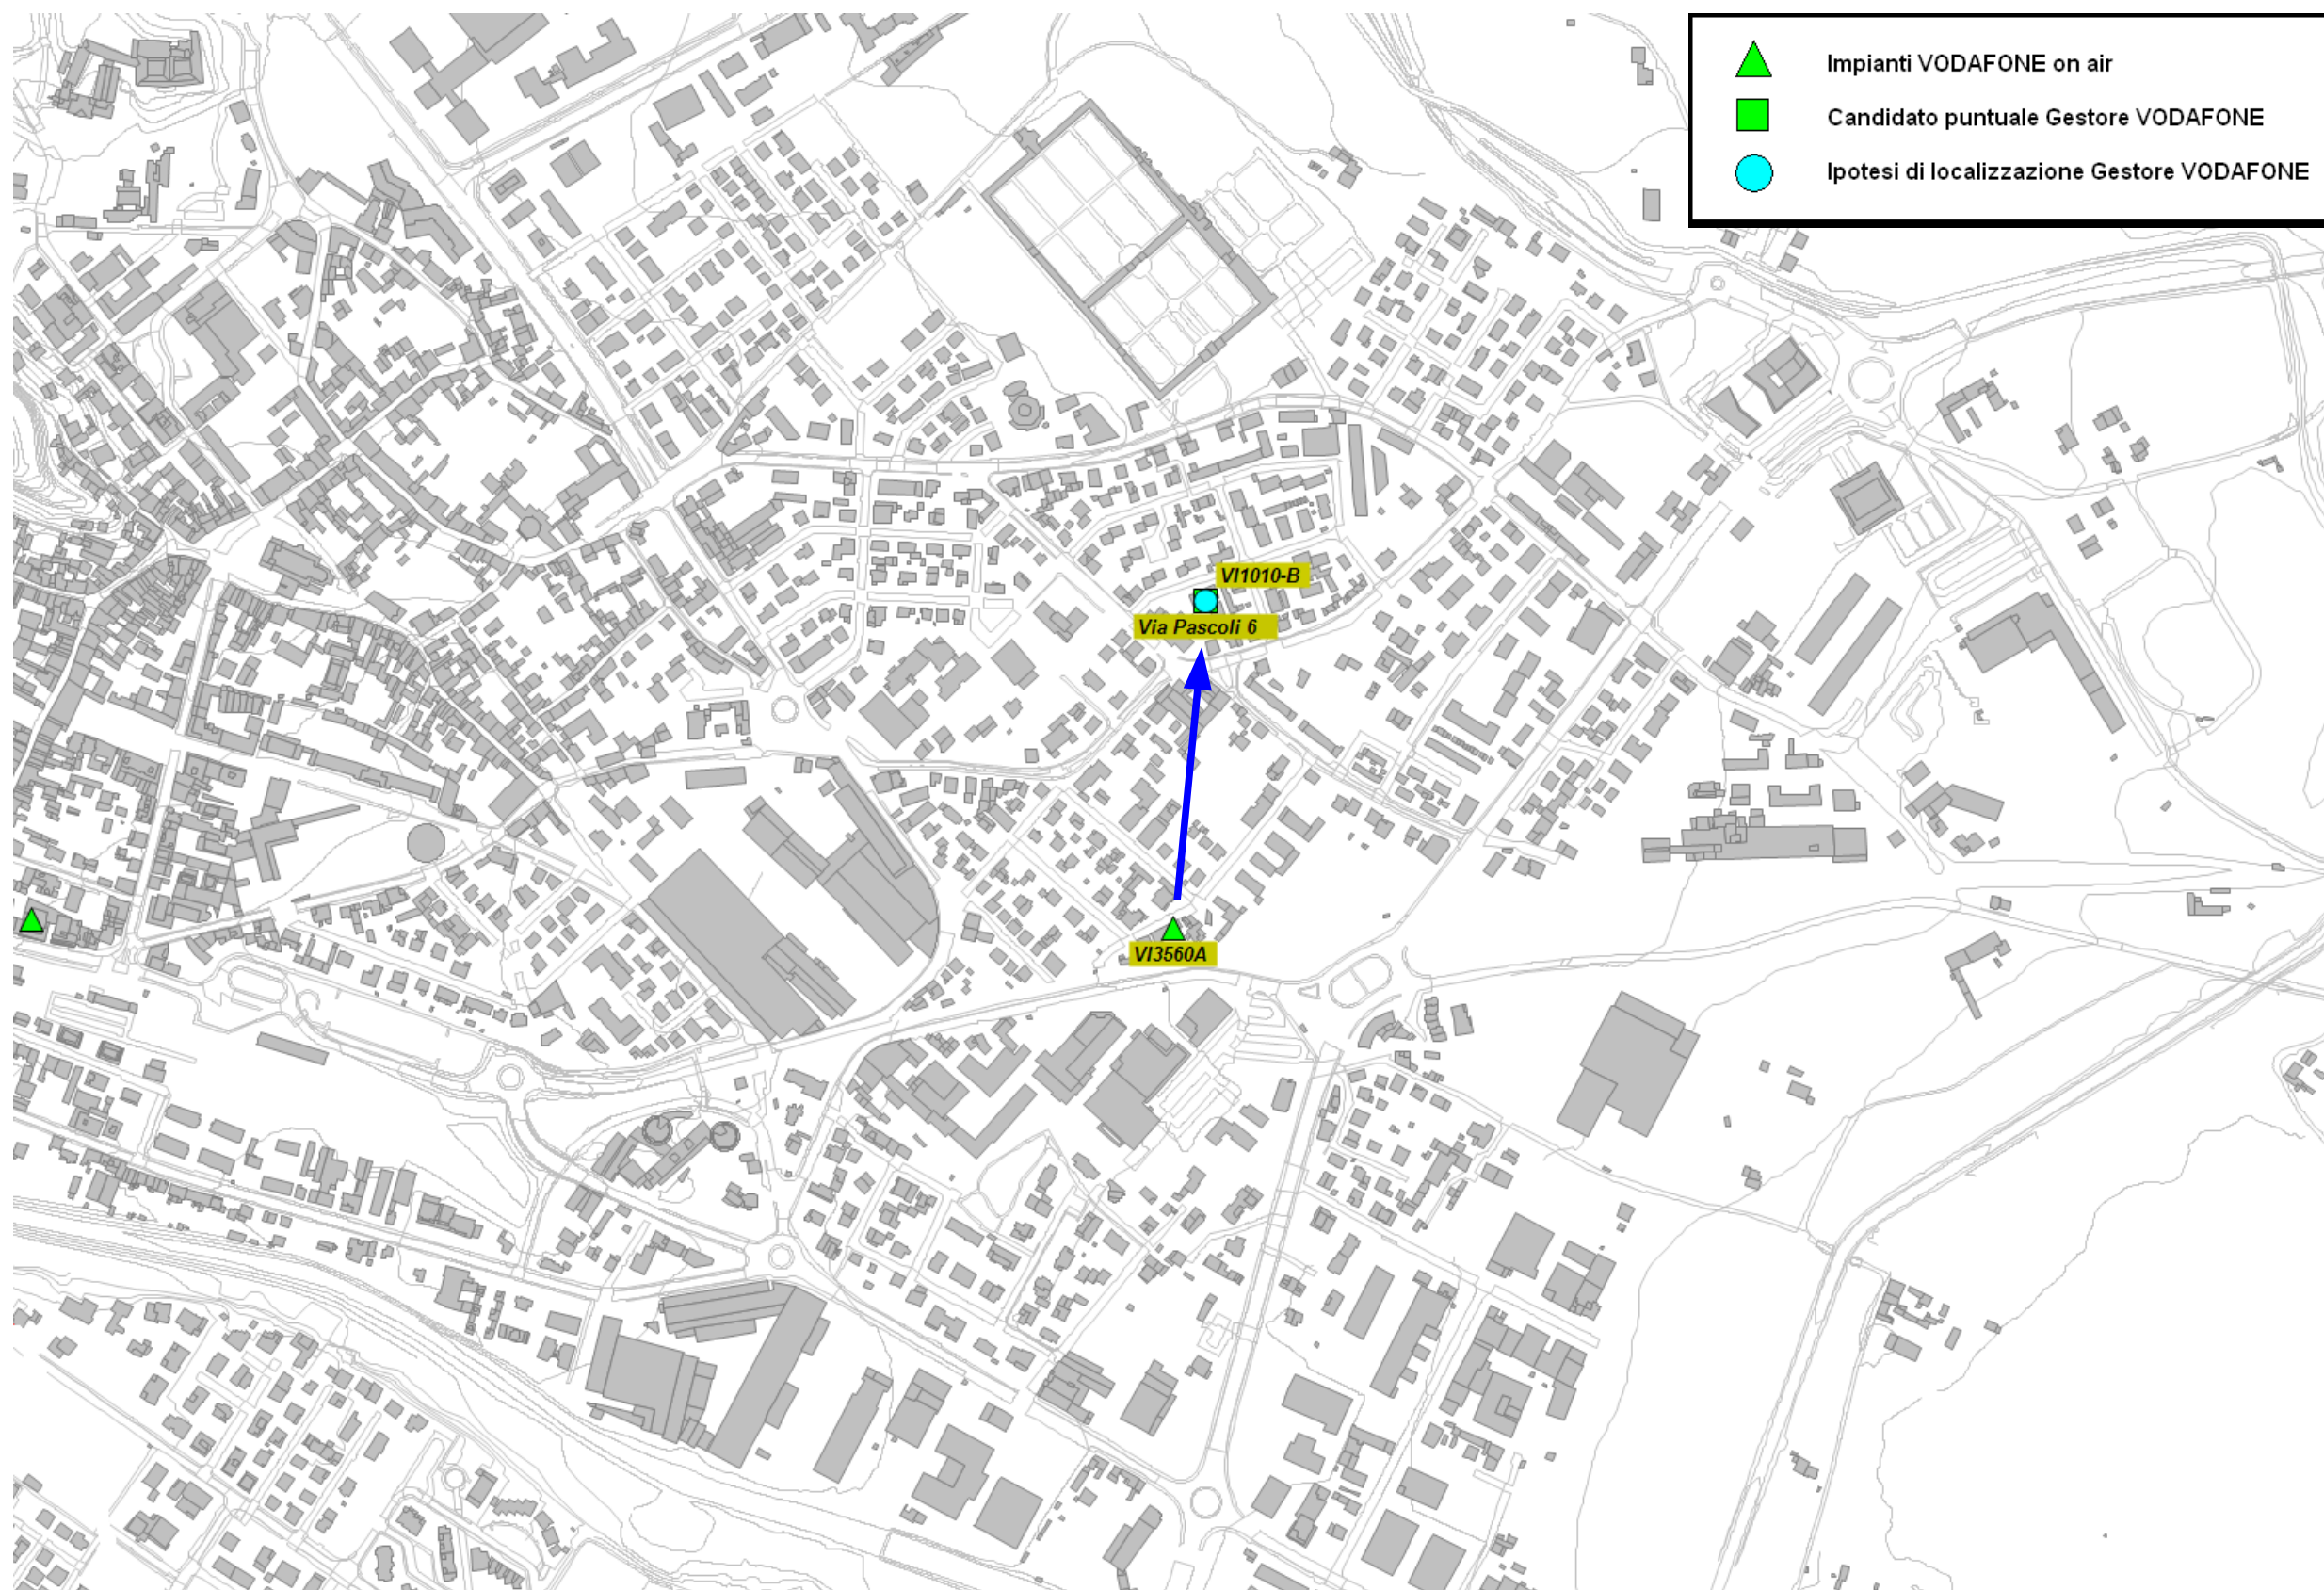 Impianti VODAFONE on air
Candidato puntuale Gestore VODAFONE
Ipotesi di localizzazione Gestore VODAFONE
VI1010-B
Via Pascoli 6
VI3560A